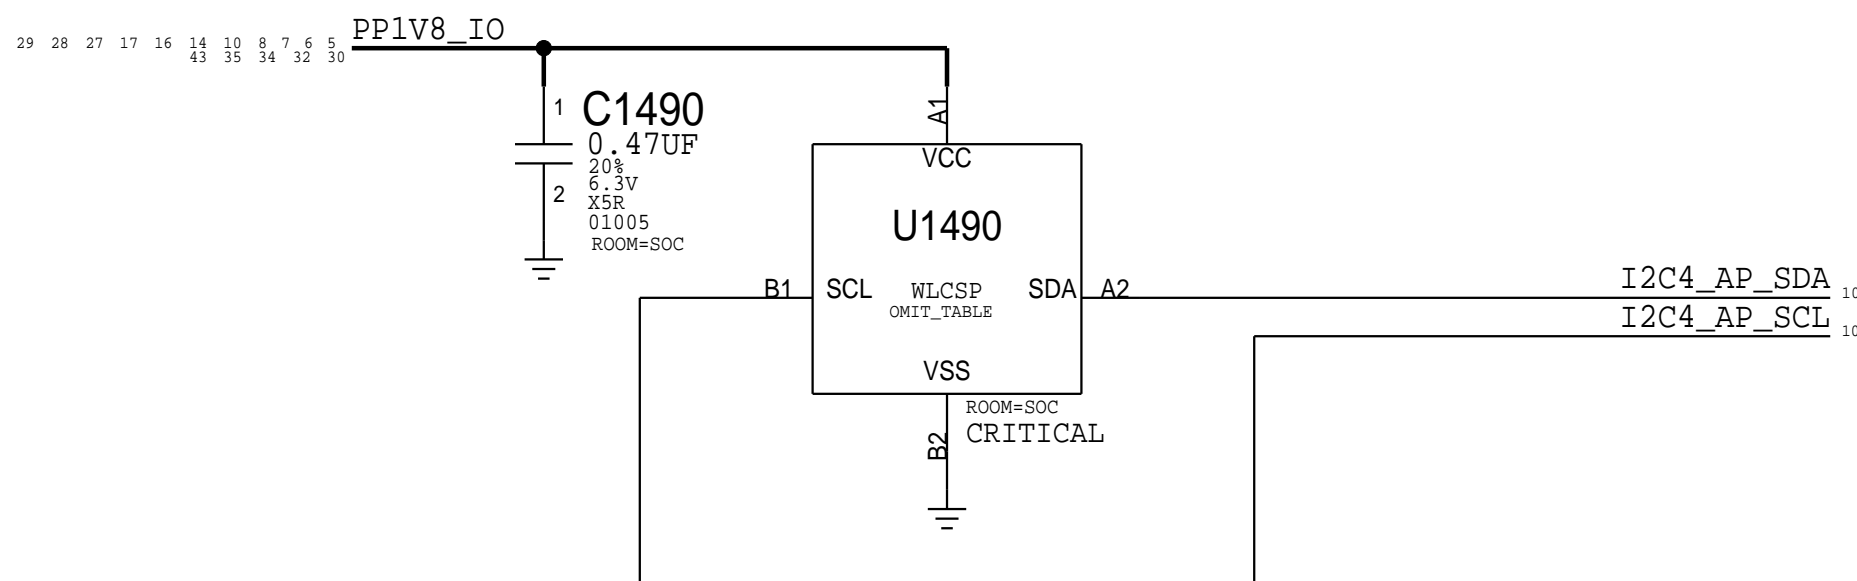 PP1V8_IO
29 28 27 17 16 14 10 8 7 6 5
43 35 34 32 30
1
C1490
0.47UF
20%
6.3V
X5R
01005
ROOM=SOC
2
A1
VCC
U1490
B1 SCL WLCSP SDA A2
OMIT_TABLE
VSS
B2
ROOM=SOC
CRITICAL
I2C4_AP_SDA 10
I2C4_AP_SCL 10